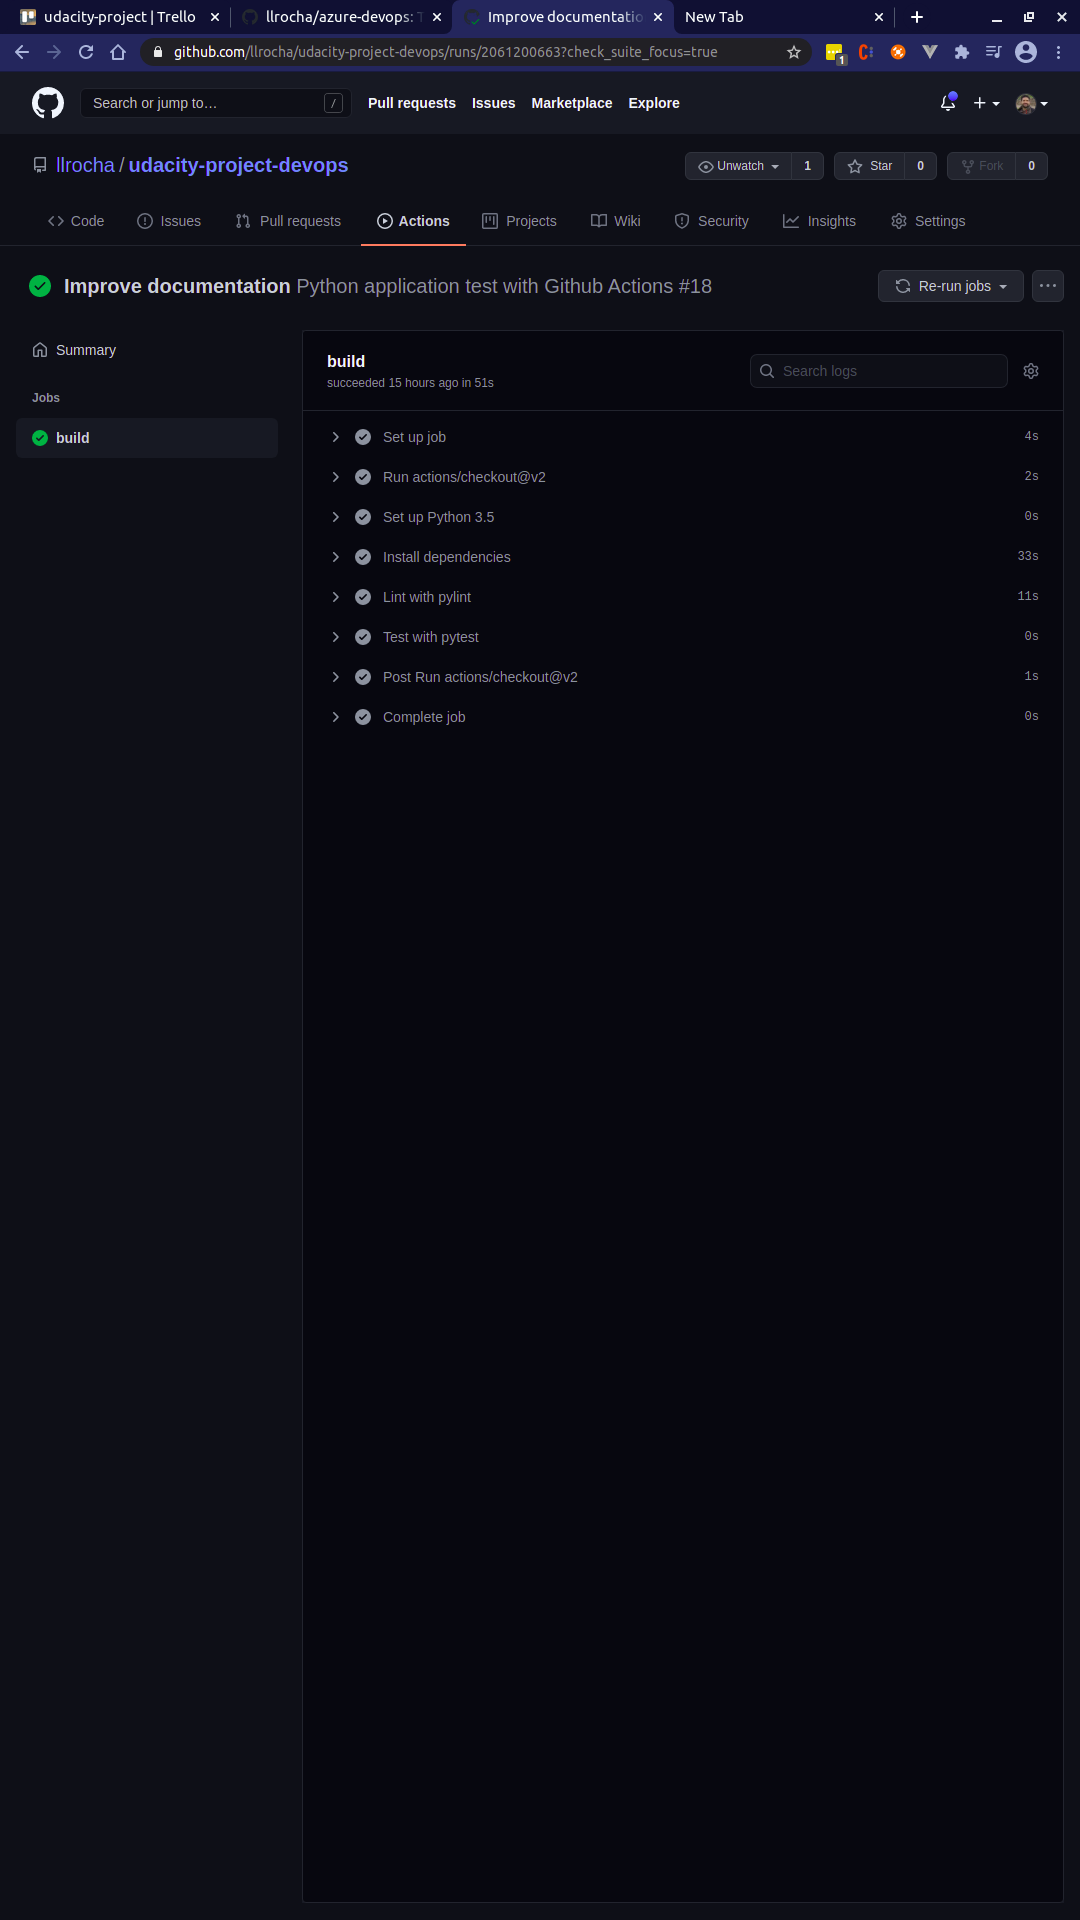 udacity-project | Trello
llrocha/azure-devops: T
Improve documentatio
New Tab
github.com/llrocha/udacity-project-devops/runs/2061200663?check_suite_focus=true
1
Search or jump to…
/
Pull requests
Issues
Marketplace
Explore
llrocha / udacity-project-devops
Unwatch
1
Star
0
Fork
0
Code
Issues
Pull requests
Actions
Projects
Wiki
Security
Insights
Settings
Improve documentation Python application test with Github Actions #18
Re-run jobs
Summary
Jobs
build
build
succeeded 15 hours ago in 51s
Search logs
Set up job 4s
Run actions/checkout@v2 2s
Set up Python 3.5 0s
Install dependencies 33s
Lint with pylint 11s
Test with pytest 0s
Post Run actions/checkout@v2 1s
Complete job 0s